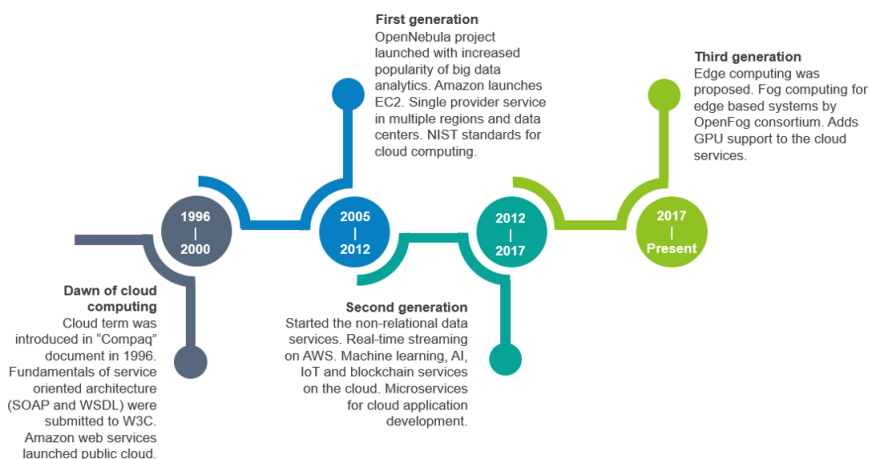 First generation
OpenNebula project
launched with increased
popularity of big data
analytics. Amazon launches
EC2. Single provider service
in multiple regions and data
centers. NIST standards for
cloud computing.
Third generation
Edge computing was
proposed. Fog computing for
edge based systems by
OpenFog consortium. Adds
GPU support to the cloud
services.
1996
|
2000
2005
|
2012
2012
|
2017
2017
|
Present
Dawn of cloud
computing
Cloud term was
introduced in “Compaq”
document in 1996.
Fundamentals of service
oriented architecture
(SOAP and WSDL) were
submitted to W3C.
Amazon web services
launched public cloud.
Second generation
Started the non-relational data
services. Real-time streaming
on AWS. Machine learning, AI,
IoT and blockchain services
on the cloud. Microservices
for cloud application
development.